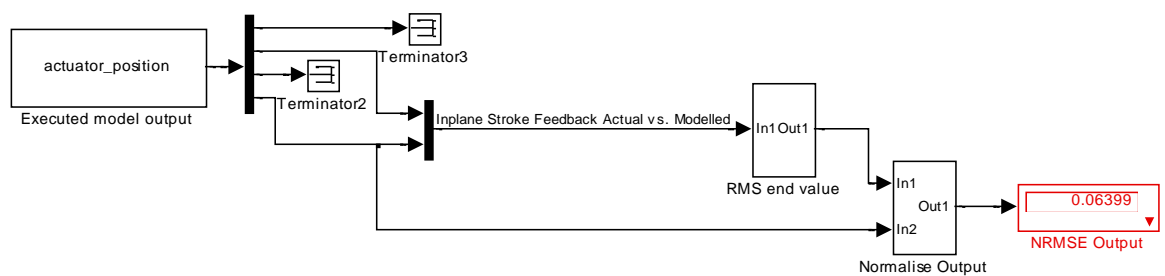 actuator_position
Executed model output
Terminator3
Terminator2
Inplane Stroke Feedback Actual vs. Modelled
In1 Out1
RMS end value
In1
Out1
In2
Normalise Output
0.06399
NRMSE Output